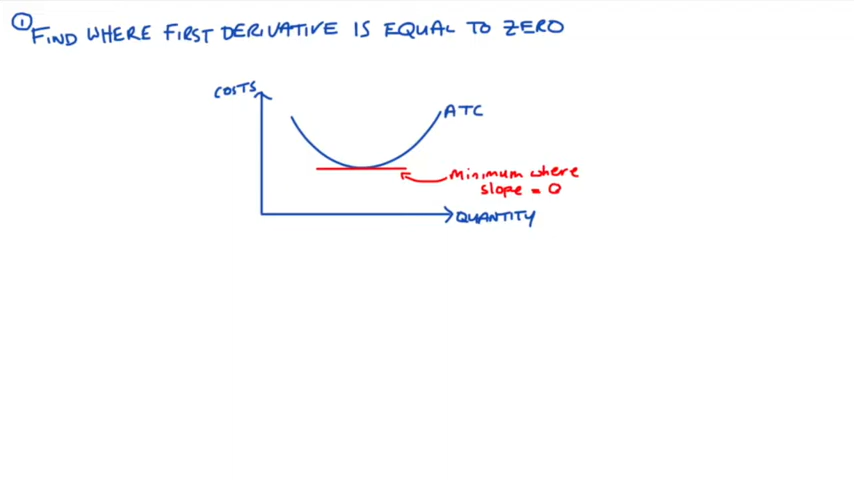 ① FIND WHERE FIRST DERIVATIVE IS EQUAL TO ZERO
COSTS
ATC
Minimum where
slope = 0
QUANTITY